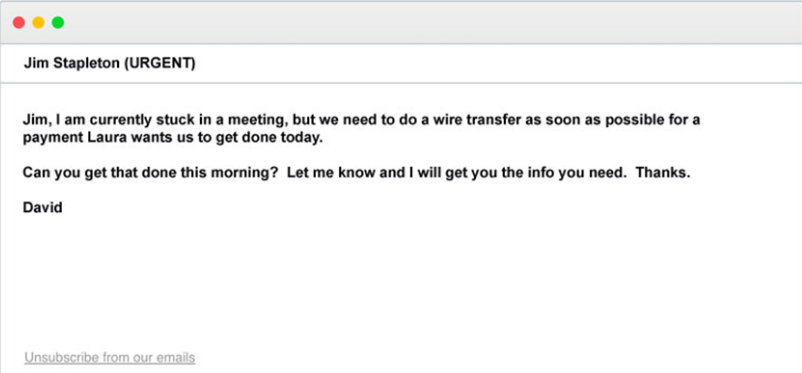 Jim Stapleton (URGENT)
Jim, I am currently stuck in a meeting, but we need to do a wire transfer as soon as possible for a
payment Laura wants us to get done today.
Can you get that done this morning?  Let me know and I will get you the info you need.  Thanks.
David
Unsubscribe from our emails